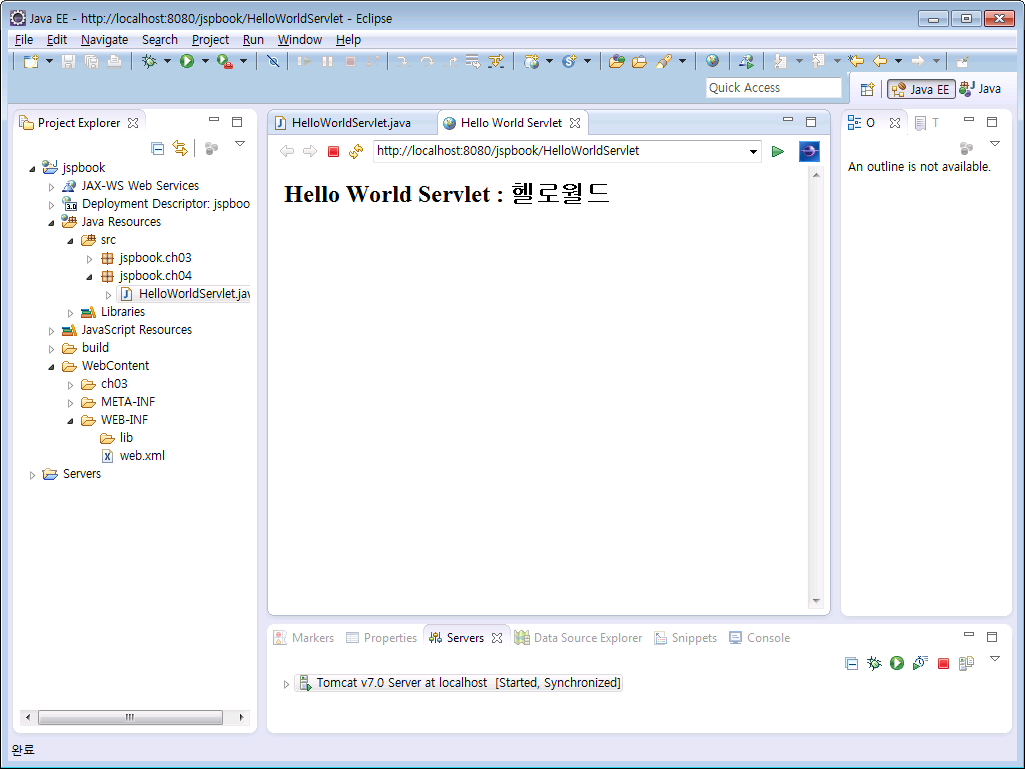 Java EE - http://localhost:8080/jspbook/HelloWorldServlet - Eclipse
File Edit Navigate Search Project Run Window Help
Quick Access
Java EE
Java
Project Explorer
jspbook
JAX-WS Web Services
Deployment Descriptor: jspboo
Java Resources
src
jspbook.ch03
jspbook.ch04
HelloWorldServlet.jav
Libraries
JavaScript Resources
build
WebContent
ch03
META-INF
WEB-INF
lib
web.xml
Servers
HelloWorldServlet.java
Hello World Servlet
http://localhost:8080/jspbook/HelloWorldServlet
Hello World Servlet : 헬로월드
O
T
An outline is not available.
Markers Properties Servers Data Source Explorer Snippets Console
Tomcat v7.0 Server at localhost [Started, Synchronized]
완료